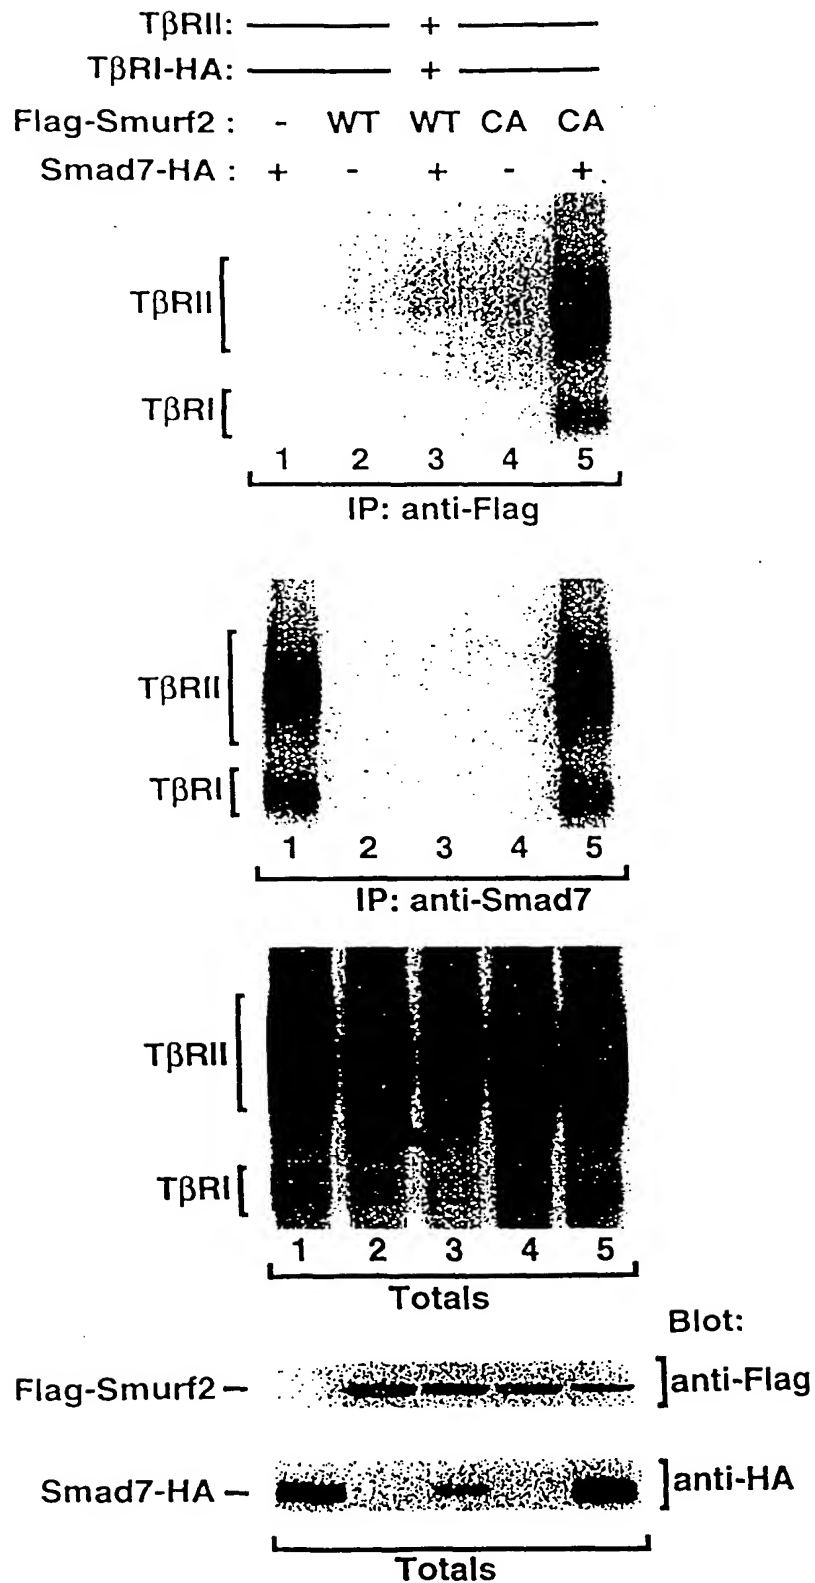 TβRII: +
TβRI-HA: +
Flag-Smurf2 : - WT WT CA CA
Smad7-HA : + - + - +
TβRII
TβRI
1 2 3 4 5
IP: anti-Flag
TβRII
TβRI
1 2 3 4 5
IP: anti-Smad7
TβRII
TβRI
1 2 3 4 5
Totals
Blot:
Flag-Smurf2 anti-Flag
Smad7-HA anti-HA
Totals